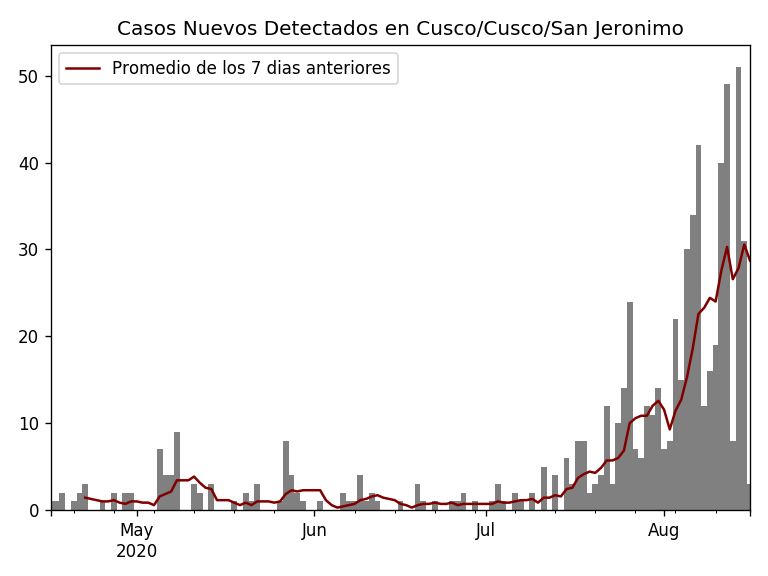 Casos Nuevos Detectados en Cusco/Cusco/San Jeronimo
Promedio de los 7 dias anteriores
50
40
30
20
10
0
May
2020
Jun
Jul
Aug